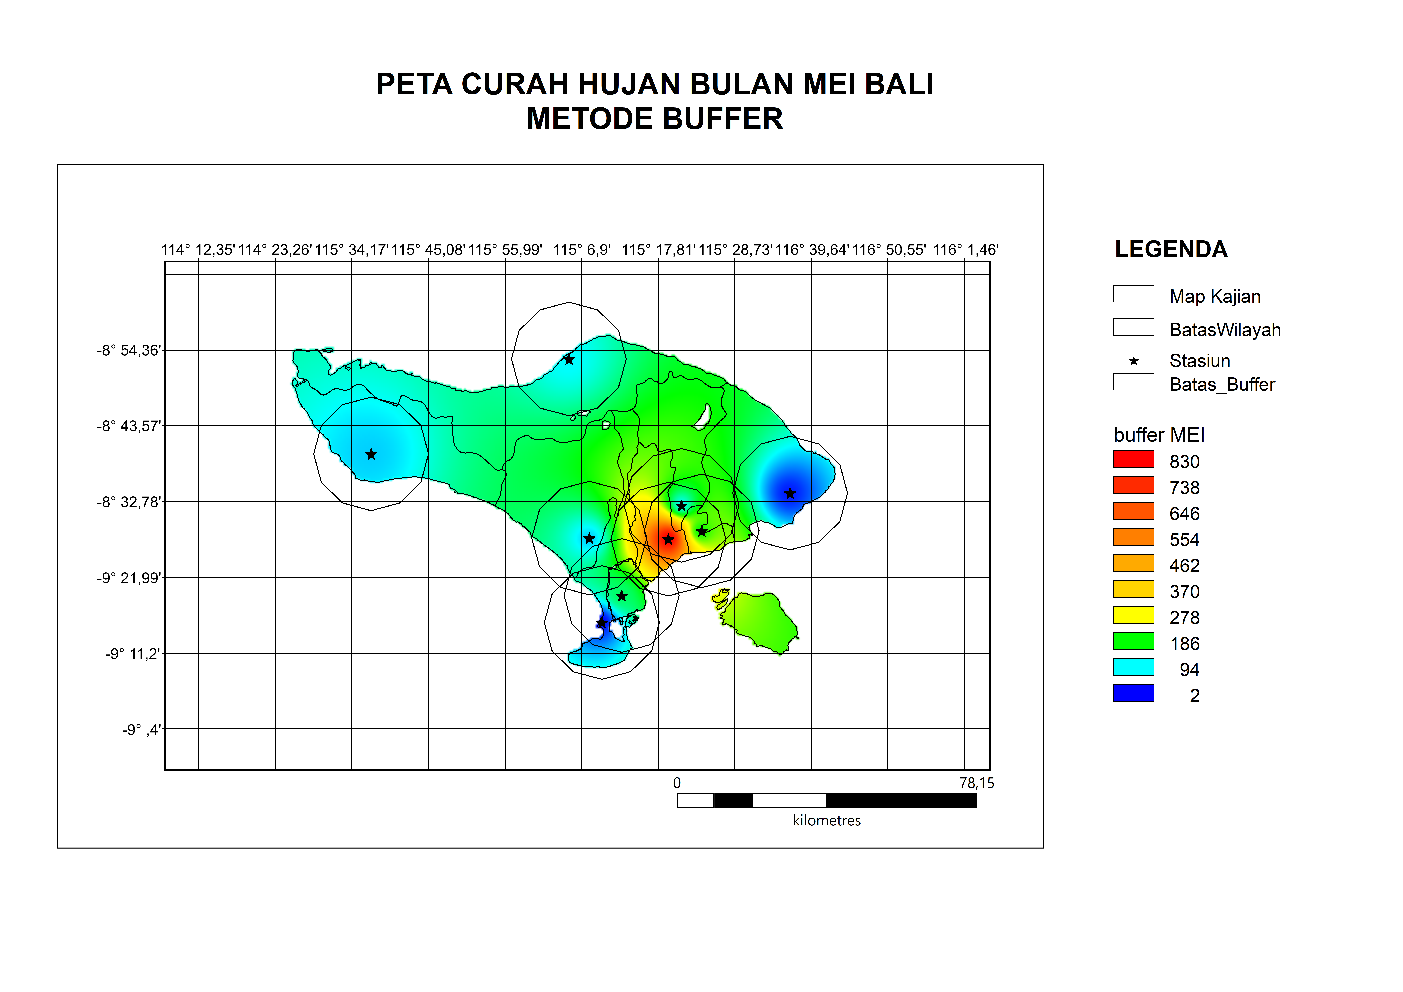 PETA CURAH HUJAN BULAN MEI BALI
METODE BUFFER
114° 12,35' 114° 23,26' 115° 34,17' 115° 45,08' 115° 55,99' 115° 6,9' 115° 17,81' 115° 28,73' 116° 39,64' 116° 50,55' 116° 1,46'
-8° 54,36'
-8° 43,57'
-8° 32,78'
-9° 21,99'
-9° 11,2'
-9° ,4'
0 78,15
kilometres
LEGENDA
Map Kajian
BatasWilayah
Stasiun
Batas_Buffer
buffer MEI
830
738
646
554
462
370
278
186
94
2